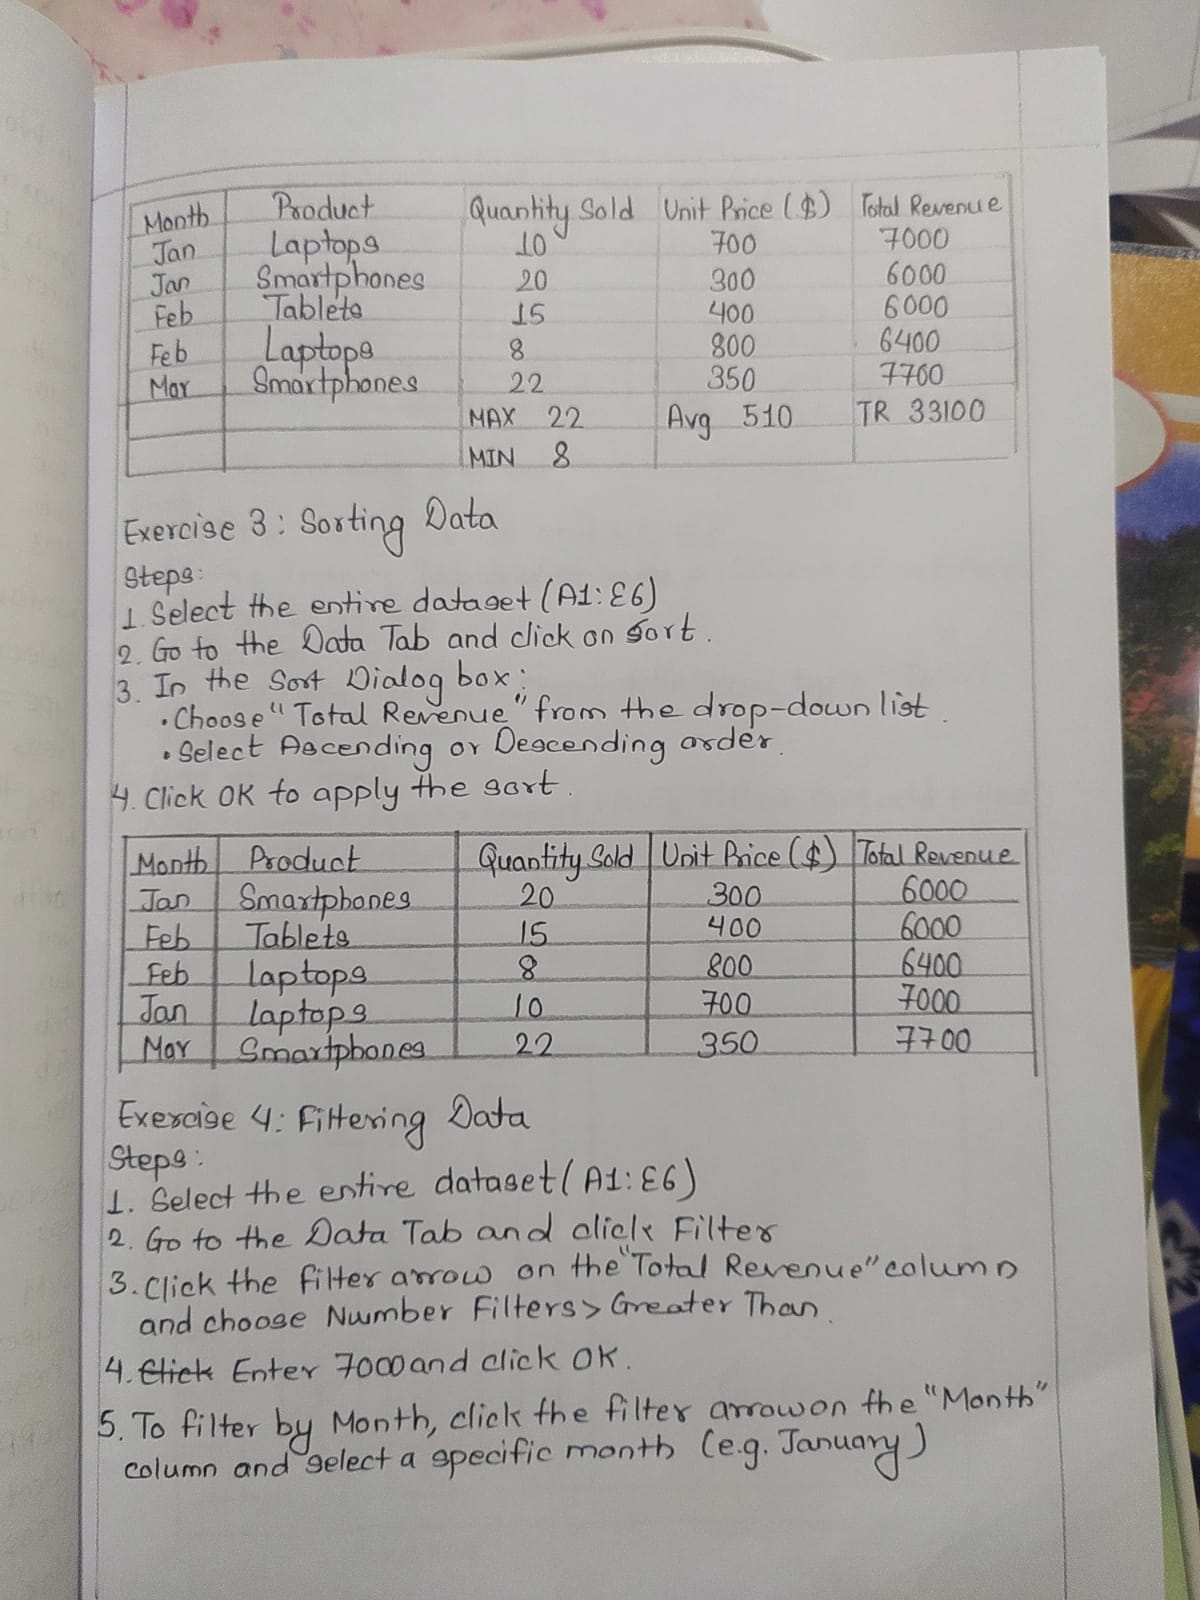 Month Product Quantity Sold Unit Price ($) Total Revenue
Jan Laptops 10 700 7000
Jan Smartphones 20 300 6000
Feb Tablets 15 400 6000
Feb Laptops 8 800 6400
Mar Smartphones 22 350 7700
MAX 22 Avg 510 TR 33100
MIN 8
Exercise 3: Sorting Data
Steps:
1. Select the entire dataset (A1:E6)
2. Go to the Data Tab and click on Sort.
3. In the Sort Dialog box:
• Choose "Total Revenue" from the drop-down list.
• Select Ascending or Descending order.
4. Click OK to apply the sort.
Month Product Quantity Sold Unit Price ($) Total Revenue
Jan Smartphones 20 300 6000
Feb Tablets 15 400 6000
Feb laptops 8 800 6400
Jan laptops 10 700 7000
Mar Smartphones 22 350 7700
Exercise 4: Filtering Data
Steps:
1. Select the entire dataset (A1:E6)
2. Go to the Data Tab and click Filter
3. Click the filter arrow on the "Total Revenue" column
and choose Number Filters > Greater Than.
4. Click Enter 7000 and click OK.
5. To filter by Month, click the filter arrow on the "Month"
column and select a specific month (e.g. January)